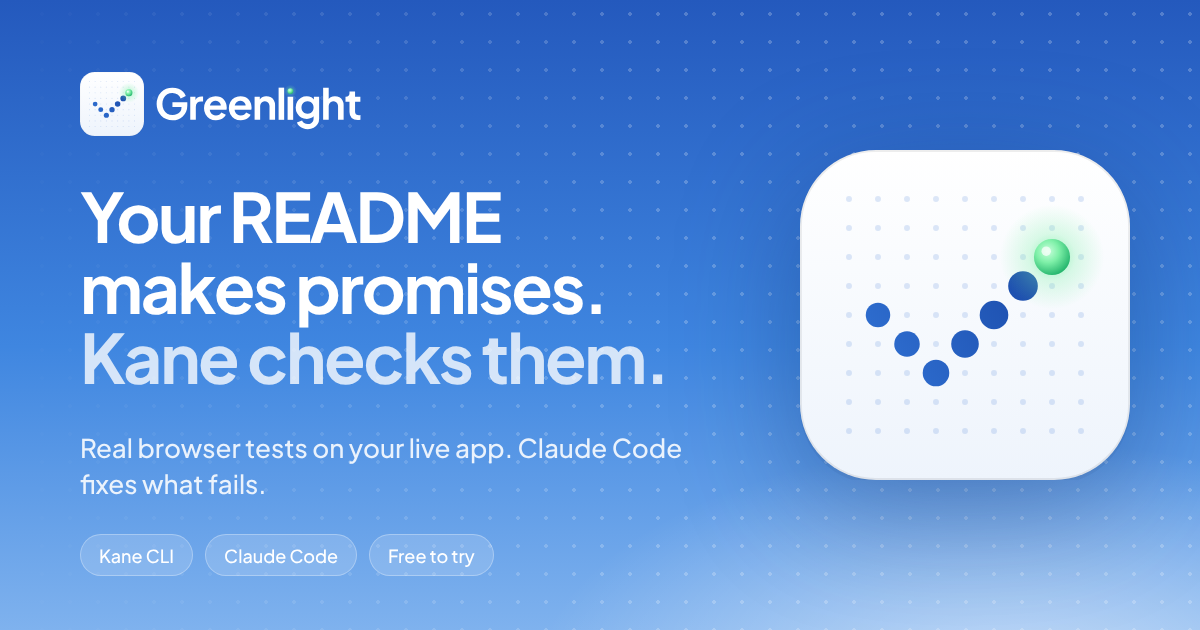 Greenlight
Your README
makes promises.
Kane checks them.
Real browser tests on your live app. Claude Code
fixes what fails.
Kane CLI
Claude Code
Free to try